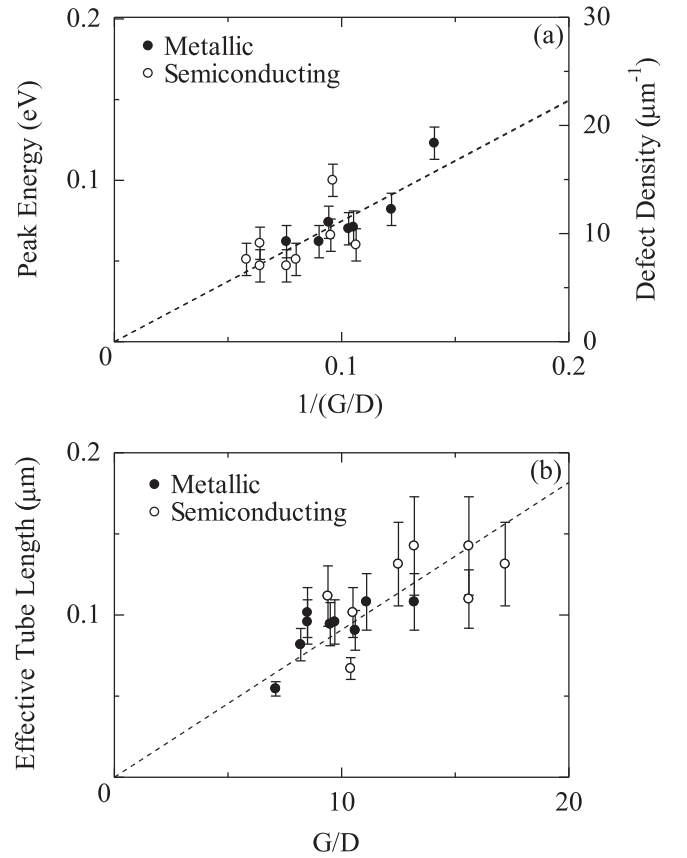 0.2
30
(a)
Metallic
Semiconducting
20
0.1
10
0
0
0.1
0.2
Peak Energy (eV)
Defect Density (μm⁻¹)
1/(G/D)
0.2
(b)
Metallic
Semiconducting
0.1
0
10
20
Effective Tube Length (μm)
G/D